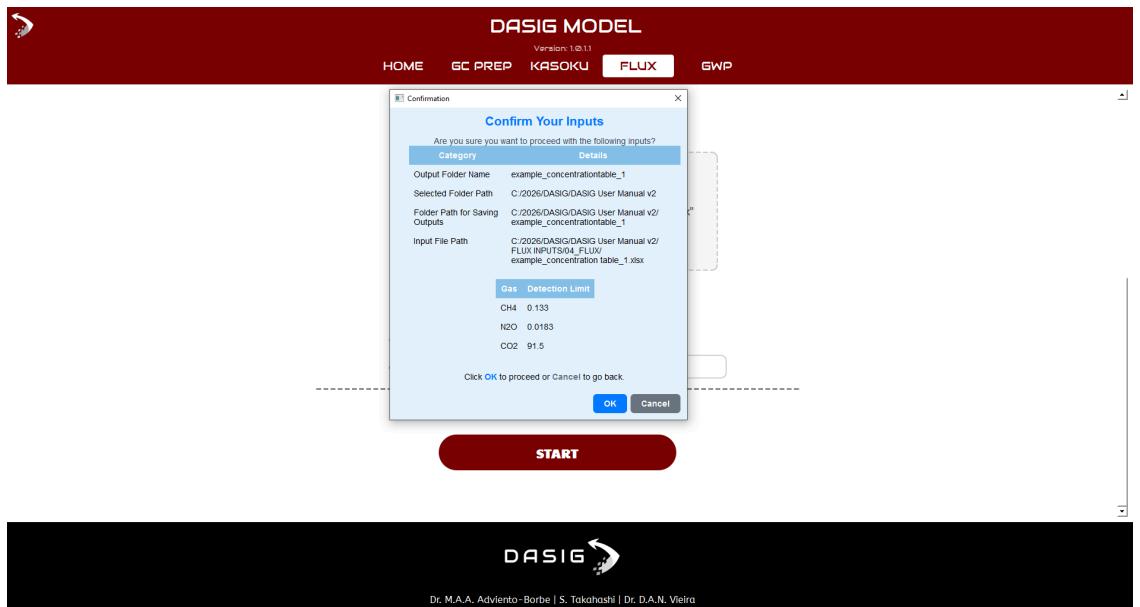 DASIG MODEL
Version: 1.0.1.1
HOME GC PREP KASOKU FLUX GWP
Confirmation
Confirm Your Inputs
Are you sure you want to proceed with the following inputs?
Category Details
Output Folder Name example_concentrationtable_1
Selected Folder Path C:/2026/DASIG/DASIG User Manual v2
Folder Path for Saving C:/2026/DASIG/DASIG User Manual v2/
Outputs example_concentrationtable_1
Input File Path C:/2026/DASIG/DASIG User Manual v2/
FLUX INPUTS/04_FLUX/
example_concentration table_1.xlsx
Gas Detection Limit
CH4 0.133
N2O 0.0183
CO2 91.5
Click OK to proceed or Cancel to go back.
OK Cancel
START
DASIG
Dr. M.A.A. Adviento-Borbe | S. Takahashi | Dr. D.A.N. Vieira